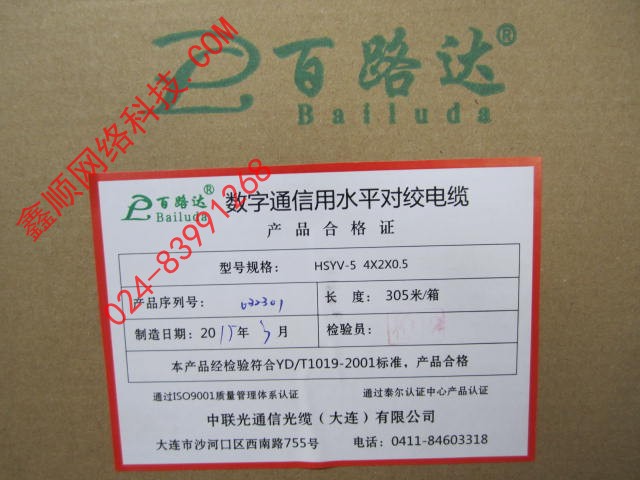 百路达®
Bailuda
鑫顺网络科技.COM
024-83991268
百路达®
Bailuda
数字通信用水平对绞电缆
产品合格证
型号规格: HSYV-5 4X2X0.5
产品序列号: 032301
长 度: 305米/箱
制造日期: 2015年3月
检验员:
本产品经检验符合YD/T1019-2001标准，产品合格
通过ISO9001质量管理体系认证
通过泰尔认证中心产品认证
中联光通信光缆（大连）有限公司
大连市沙河口区西南路755号
电话: 0411-84603318